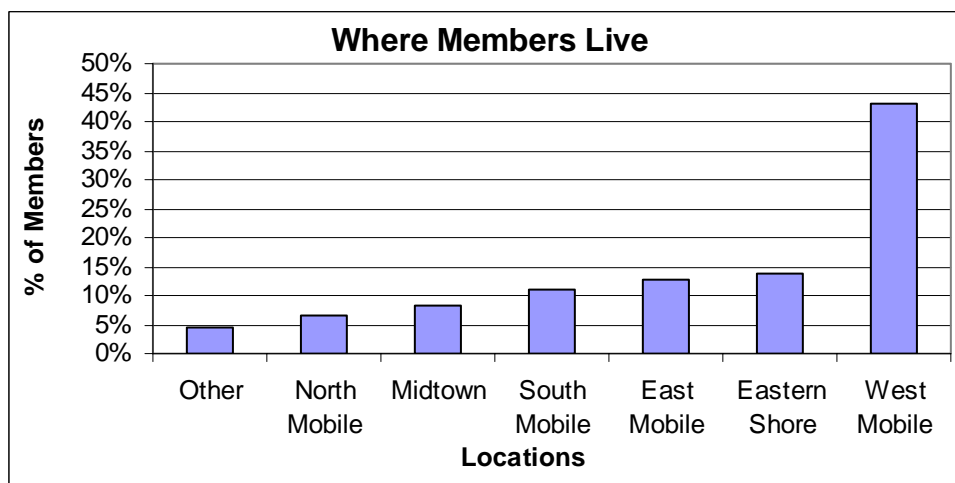 Where Members Live
50%
45%
40%
35%
30%
25%
20%
15%
10%
5%
0%
% of Members
Other
North
Mobile
Midtown
South
Mobile
East
Mobile
Eastern
Shore
West
Mobile
Locations